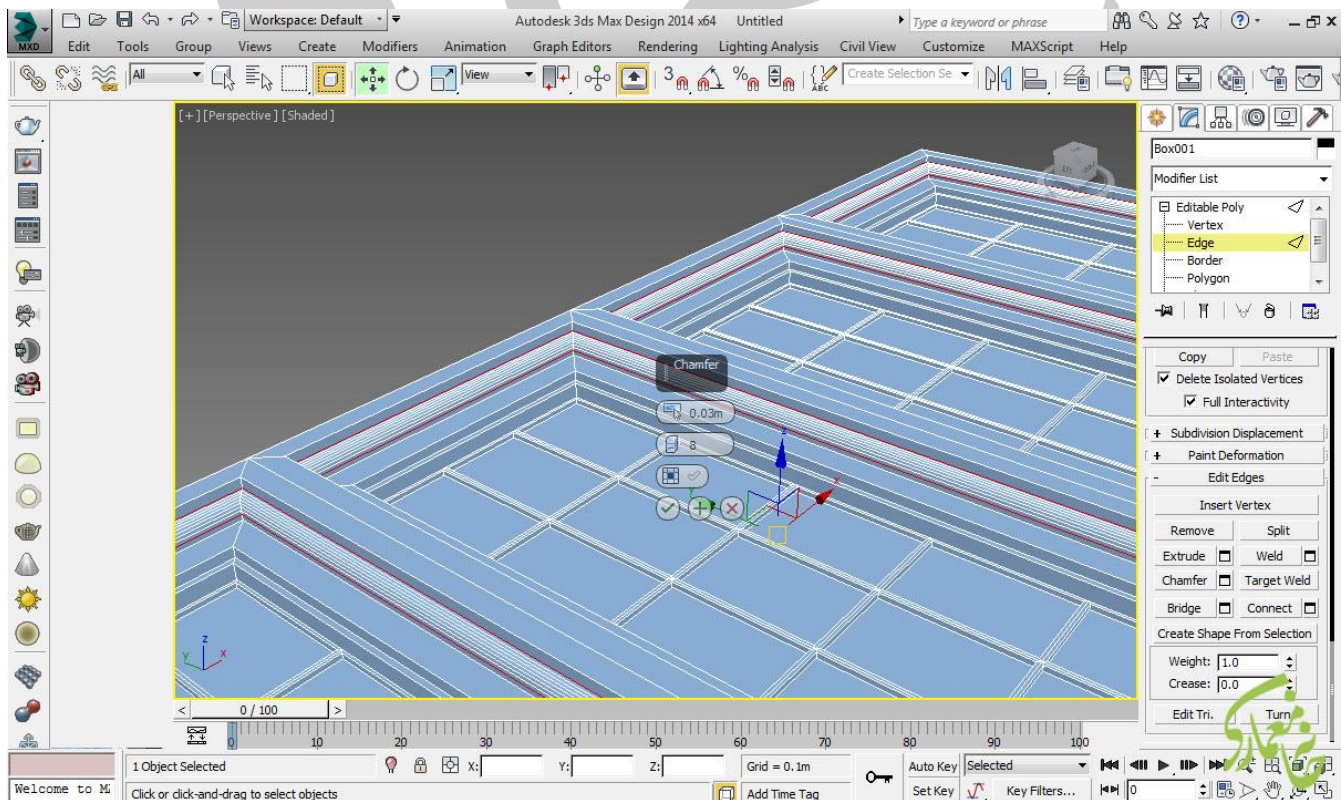 Workspace: Default
Autodesk 3ds Max Design 2014 x64 Untitled
Type a keyword or phrase
MXD
Edit Tools Group Views Create Modifiers Animation Graph Editors Rendering Lighting Analysis Civil View Customize MAXScript Help
All
View
3
%
ABC
Create Selection Se
[+][Perspective][Shaded]
Box001
Modifier List
Editable Poly
Vertex
Edge
Border
Polygon
Chamfer
0.03m
8
z
x
y
z
x
y
Copy Paste
Delete Isolated Vertices
Full Interactivity
+ Subdivision Displacement
+ Paint Deformation
- Edit Edges
Insert Vertex
Remove Split
Extrude Weld
Chamfer Target Weld
Bridge Connect
Create Shape From Selection
Weight: 1.0
Crease: 0.0
Edit Tri. Turn
< 0 / 100 >
0 10 20 30 40 50 60 70 80 90 100
1 Object Selected
X: Y: Z:
Grid = 0.1m
Auto Key Selected
Welcome to M
Click or click-and-drag to select objects
Add Time Tag
Set Key Key Filters...
0